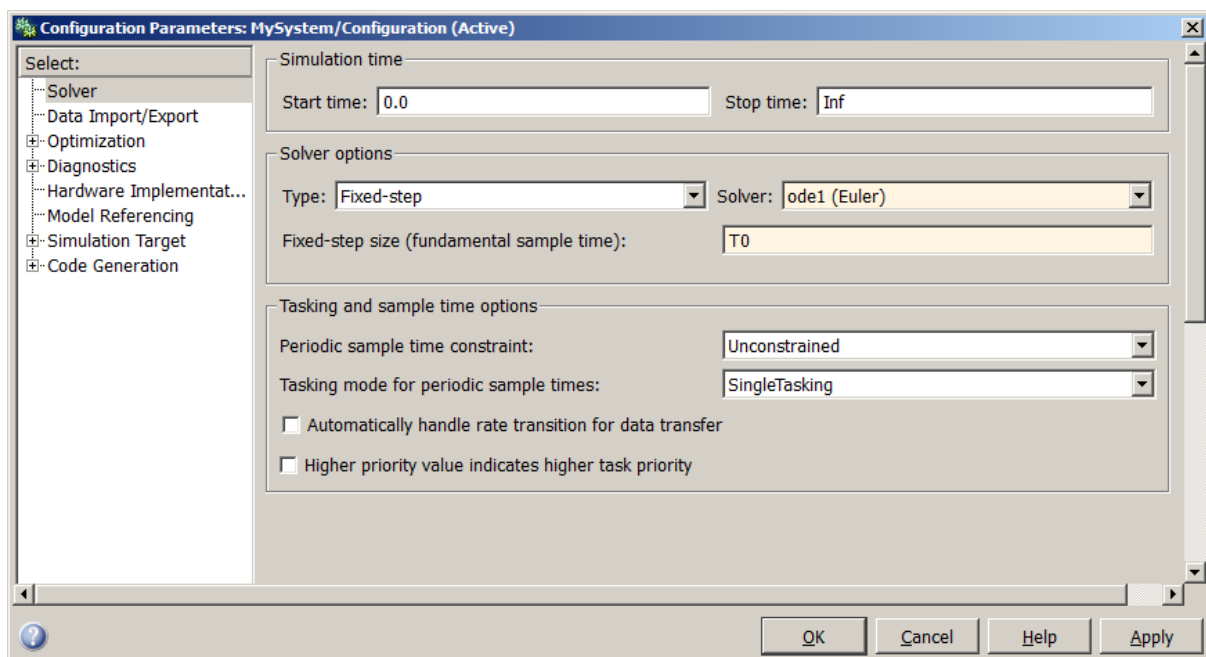 Configuration Parameters: MySystem/Configuration (Active)
Select:
Solver
Data Import/Export
Optimization
Diagnostics
Hardware Implementat...
Model Referencing
Simulation Target
Code Generation
Simulation time
Start time: 0.0 Stop time: Inf
Solver options
Type: Fixed-step Solver: ode1 (Euler)
Fixed-step size (fundamental sample time): T0
Tasking and sample time options
Periodic sample time constraint: Unconstrained
Tasking mode for periodic sample times: SingleTasking
Automatically handle rate transition for data transfer
Higher priority value indicates higher task priority
? OK Cancel Help Apply